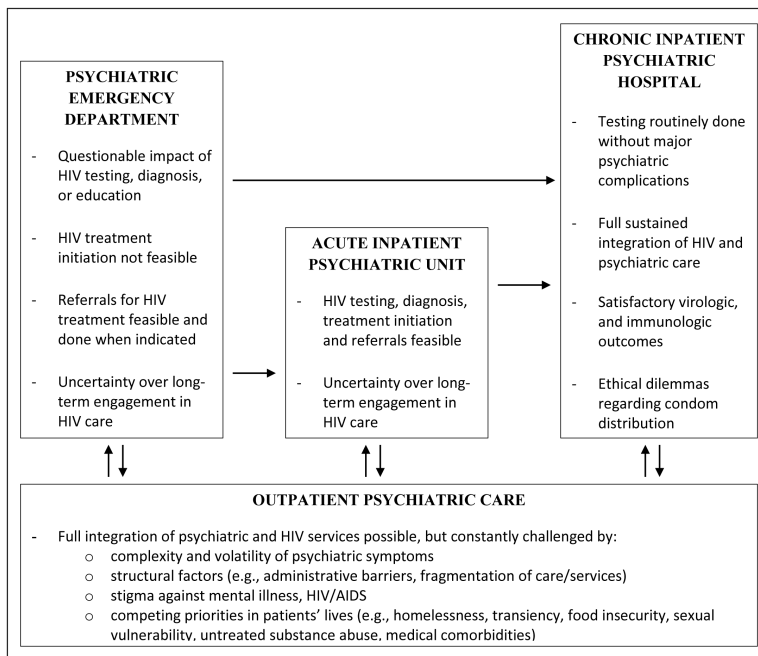 PSYCHIATRIC
EMERGENCY
DEPARTMENT
- Questionable impact of
HIV testing, diagnosis,
or education
- HIV treatment
initiation not feasible
- Referrals for HIV
treatment feasible and
done when indicated
- Uncertainty over long-
term engagement in
HIV care
ACUTE INPATIENT
PSYCHIATRIC UNIT
- HIV testing, diagnosis,
treatment initiation
and referrals feasible
- Uncertainty over long-
term engagement in
HIV care
CHRONIC INPATIENT
PSYCHIATRIC
HOSPITAL
- Testing routinely done
without major
psychiatric
complications
- Full sustained
integration of HIV and
psychiatric care
- Satisfactory virologic,
and immunologic
outcomes
- Ethical dilemmas
regarding condom
distribution
OUTPATIENT PSYCHIATRIC CARE
- Full integration of psychiatric and HIV services possible, but constantly challenged by:
o complexity and volatility of psychiatric symptoms
o structural factors (e.g., administrative barriers, fragmentation of care/services)
o stigma against mental illness, HIV/AIDS
o competing priorities in patients' lives (e.g., homelessness, transiency, food insecurity, sexual
vulnerability, untreated substance abuse, medical comorbidities)